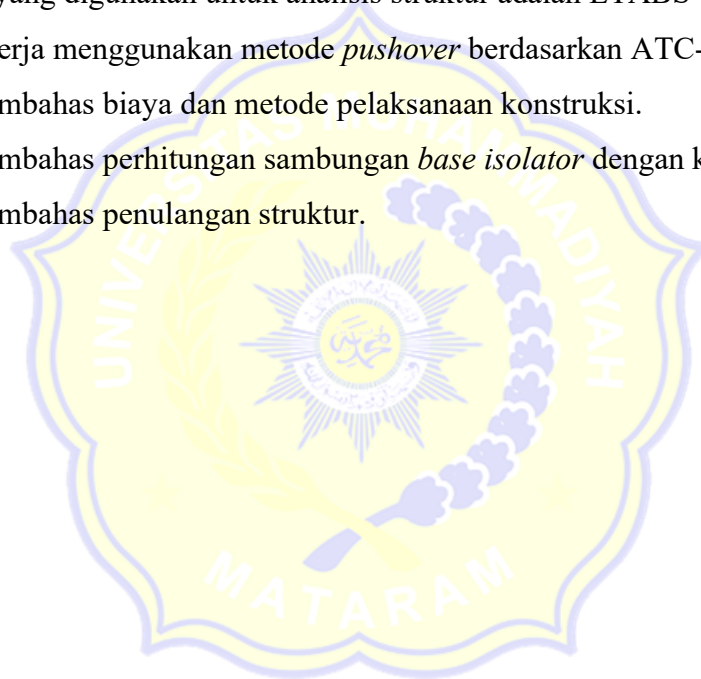 yang digunakan untuk analisis struktur adalah ETABS
erja menggunakan metode pushover berdasarkan ATC-
mbahas biaya dan metode pelaksanaan konstruksi.
mbahas perhitungan sambungan base isolator dengan k
mbahas penulangan struktur.
UNIVERSITAS MUHAMMADIYAH
MATARAM